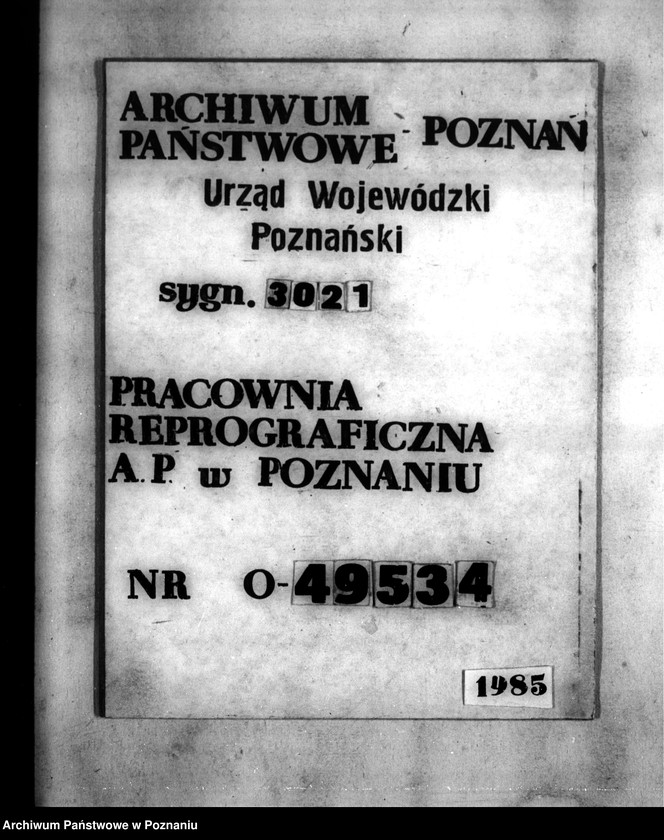 ARCHIWUM
PAŃSTWOWE - POZNAŃ
Urząd Wojewódzki
Poznański
sygn. 3021
PRACOWNIA
REPROGRAFICZNA
A.P. w POZNANIU
NR O-49534
1985
Archiwum Państwowe w Poznaniu